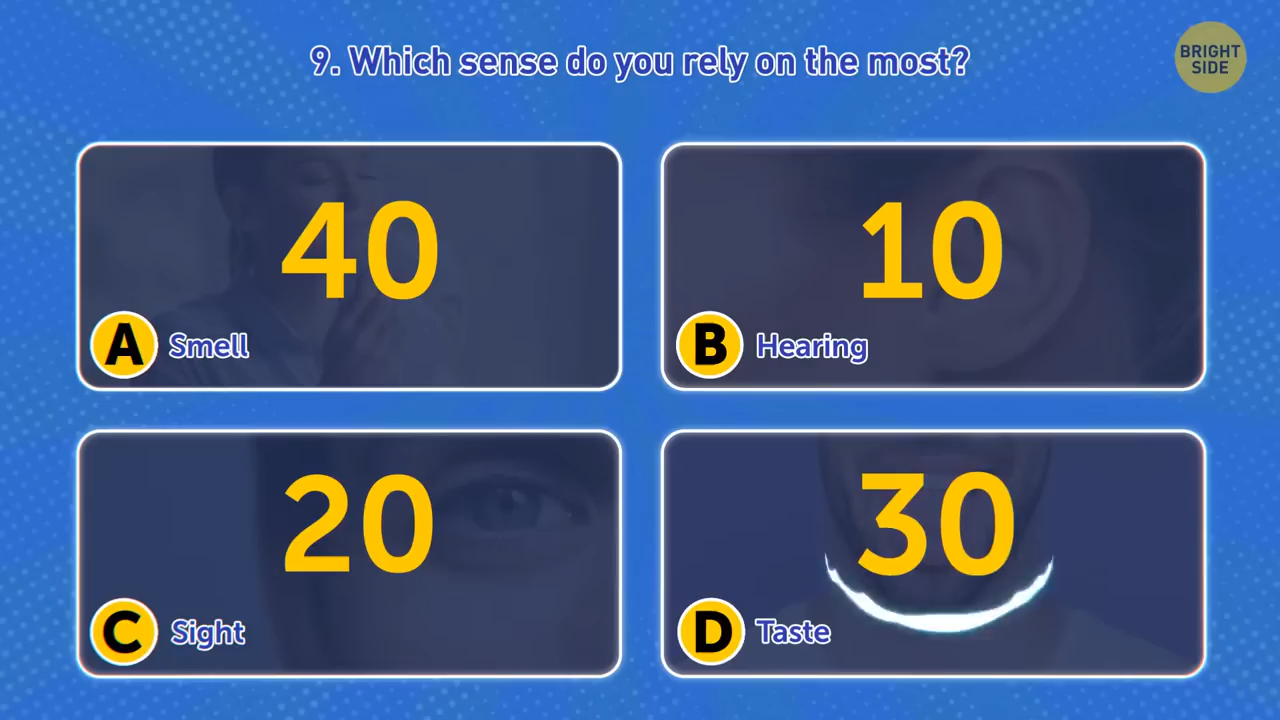 9. Which sense do you rely on the most?
BRIGHT
SIDE
40
A Smell
10
B Hearing
20
C Sight
30
D Taste